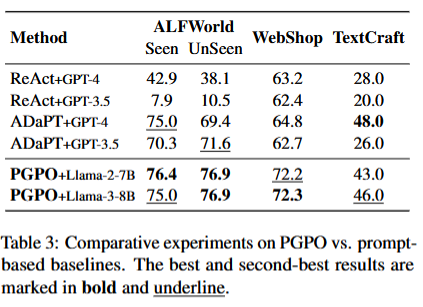 Method ALFWorld WebShop TextCraft
Seen UnSeen
ReAct+GPT-4 42.9 38.1 63.2 28.0
ReAct+GPT-3.5 7.9 10.5 62.4 20.0
ADaPT+GPT-4 75.0 69.4 64.8 48.0
ADaPT+GPT-3.5 70.3 71.6 62.7 26.0
PGPO+Llama-2-7B 76.4 76.9 72.2 43.0
PGPO+Llama-3-8B 75.0 76.9 72.3 46.0
Table 3: Comparative experiments on PGPO vs. prompt-
based baselines. The best and second-best results are
marked in bold and underline.